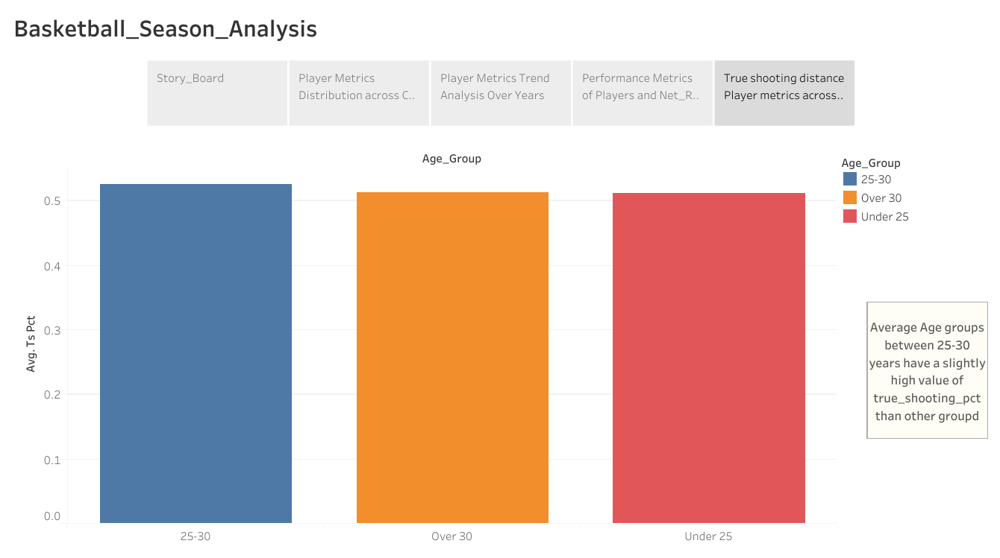 Basketball_Season_Analysis
Story_Board
Player Metrics
Distribution across C..
Player Metrics Trend
Analysis Over Years
Performance Metrics
of Players and Net_R..
True shooting distance
Player metrics across..
Age_Group
Age_Group
25-30
Over 30
Under 25
0.5
0.4
0.3
0.2
0.1
0.0
Avg. Ts Pct
25-30
Over 30
Under 25
Average Age groups
between 25-30
years have a slightly
high value of
true_shooting_pct
than other groupd